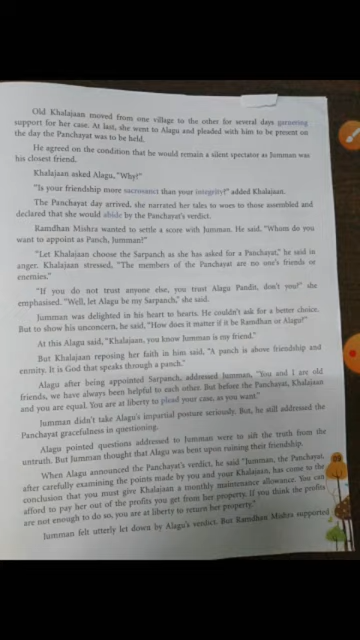 Old Khalajaan moved from one village to the other for several days garnering
support for her case. At last, she went to Alagu and pleaded with him to be present on
the day the Panchayat was to be held.
He agreed on the condition that he would remain a silent spectator as Jumman was
his closest friend.
Khalajaan asked Alagu, "Why?"
"Is your friendship more sacrosanct than your integrity?" added Khalajaan.
The Panchayat day arrived, she narrated her tales to woes to those assembled and
declared that she would abide by the Panchayat's verdict.
Ramdhan Mishra wanted to settle a score with Jumman. He said, "Whom do you
want to appoint as Panch, Jumman?"
"Let Khalajaan choose the Sarpanch as she has asked for a Panchayat," he said in
anger. Khalajaan stressed, "The members of the Panchayat are no one's friends or
enemies."
"If you do not trust anyone else, you trust Alagu Pandit, don't you?" she
emphasised. "Well, let Alagu be my Sarpanch," she said.
Jumman was delighted in his heart to hearts. He couldn't ask for a better choice.
But to show his unconcern, he said, "How does it matter if it be Ramdhan or Alagu?"
At this Alagu said, "Khalajaan, you know Jumman is my friend."
But Khalajaan reposing her faith in him said, "A panch is above friendship and
enmity. It is God that speaks through a panch."
Alagu after being appointed Sarpanch, addressed Jumman, "You and I are old
friends, we have always been helpful to each other. But before the Panchayat, Khalajaan
and you are equal. You are at liberty to plead your case, as you want."
Jumman didn't take Alagu's impartial posture seriously. But, he still addressed the
Panchayat gracefulness in questioning.
Alagu pointed questions addressed to Jumman were to sift the truth from the
untruth. But Jumman thought that Alagu was bent upon ruining their friendship.
When Alagu announced the Panchayat's verdict, he said "Jumman, the Panchayat,
after carefully examining the points made by you and your Khalajaan, has come to the
conclusion that you must give Khalajaan a monthly maintenance allowance. You can
afford to pay her out of the profits you get from her property. If you think the profits
are not enough to do so, you are at liberty to return her property."
Jumman felt utterly let down by Alagu's verdict. But Ramdhan Mishra supported